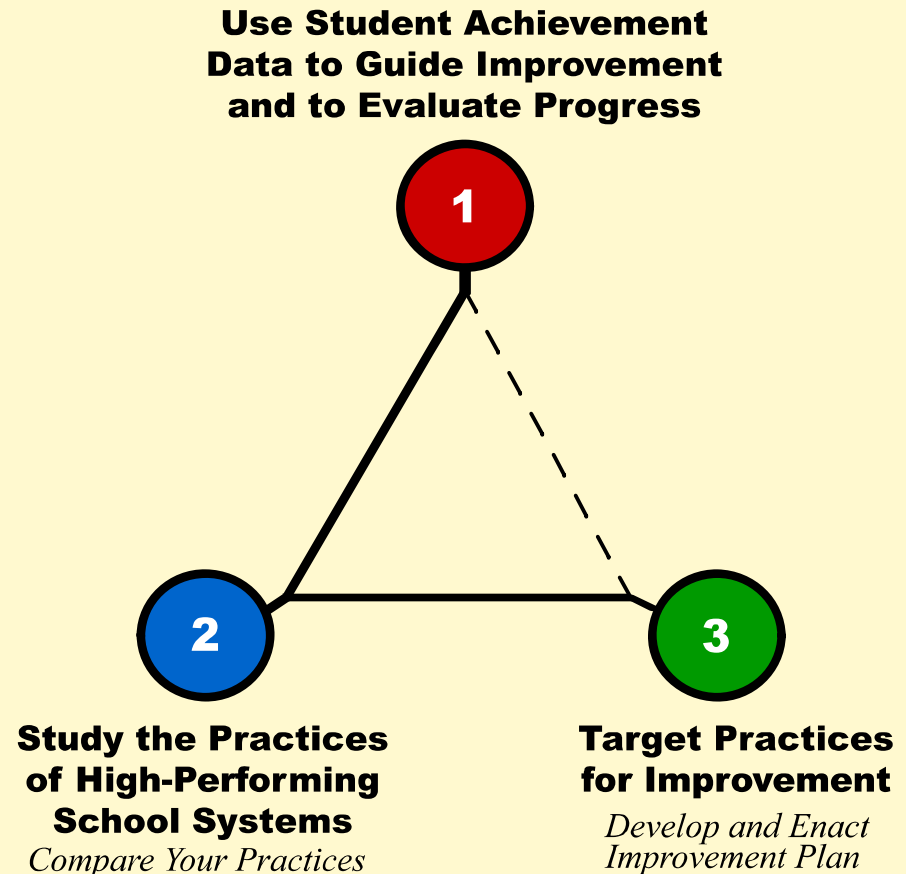 Use Student Achievement
Data to Guide Improvement
and to Evaluate Progress
1
2
3
Study the Practices
of High-Performing
School Systems
Compare Your Practices
Target Practices
for Improvement
Develop and Enact
Improvement Plan